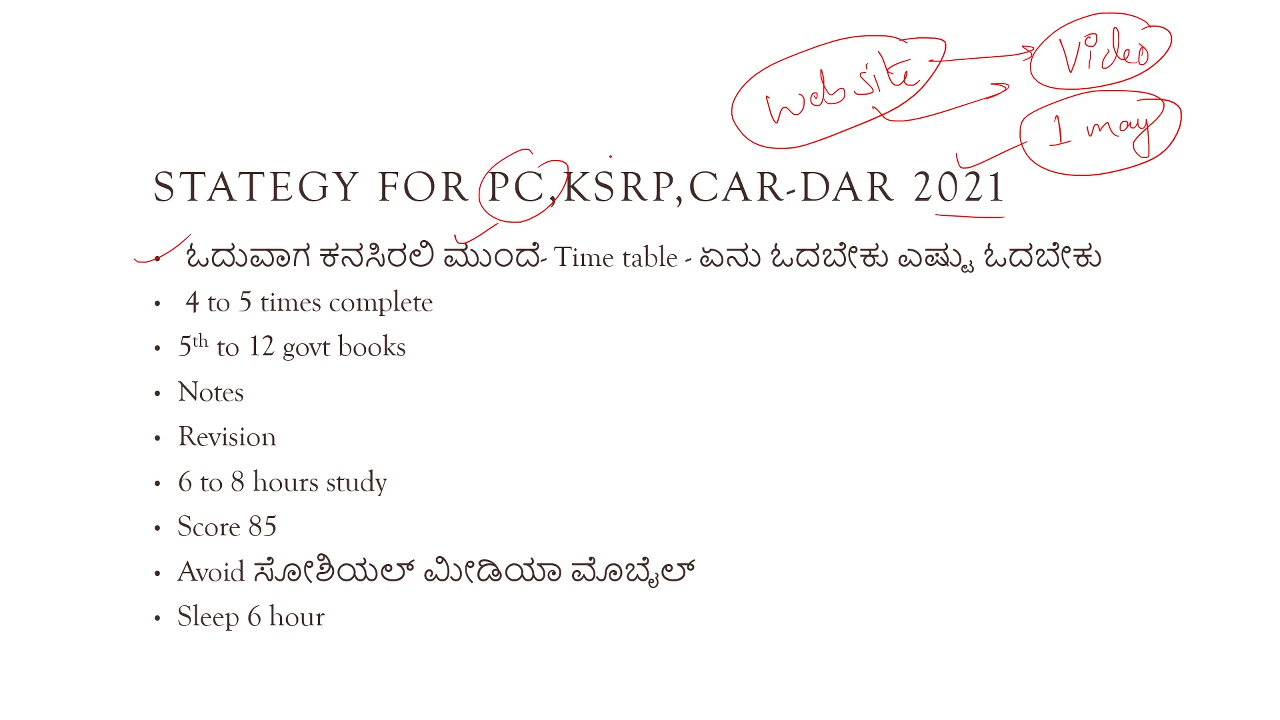 website
Video
1 may
STATEGY FOR PC,KSRP,CAR-DAR 2021
• ಓದುವಾಗ ಕನಸಿರಲಿ ಮುಂದೆ- Time table - ಏನು ಓದಬೇಕು ಎಷ್ಟು ಓದಬೇಕು
• 4 to 5 times complete
• 5th to 12 govt books
• Notes
• Revision
• 6 to 8 hours study
• Score 85
• Avoid ಸೋಶಿಯಲ್ ಮೀಡಿಯಾ ಮೊಬೈಲ್
• Sleep 6 hour